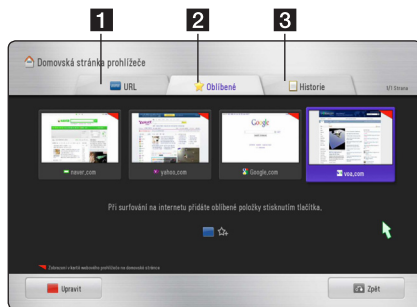 1 2 3
Domovská stránka prohlížeče
URL Oblíbené Historie 1/1 Strana
naver.com yahoo.com Google.com voa.com
Při surfování na internetu přidáte oblíbené položky stisknutím tlačítka.
Zobrazení z karet webového prohlížeče na domovské stránce
Upravit Zpět